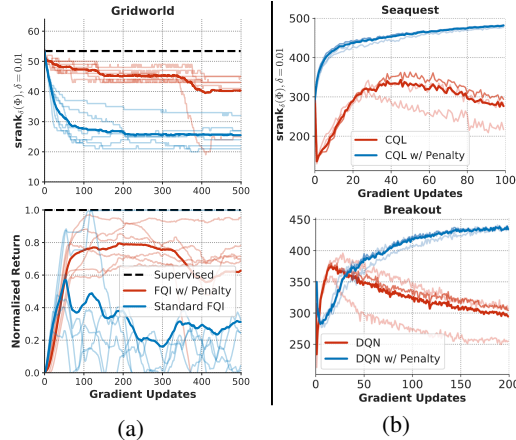 Gridworld
srank_δ(Φ), δ = 0.01
60
50
40
30
20
10
0 100 200 300 400 500
Normalized Return
1.0
0.8
0.6
0.4
0.2
0.0
Supervised
FQI w/ Penalty
Standard FQI
0 100 200 300 400 500
Gradient Updates
(a)
Seaquest
srank_δ(Φ), δ = 0.01
500
400
300
200
CQL
CQL w/ Penalty
0 20 40 60 80 100
Gradient Updates
Breakout
450
400
350
300
250
DQN
DQN w/ Penalty
0 50 100 150 200
Gradient Updates
(b)